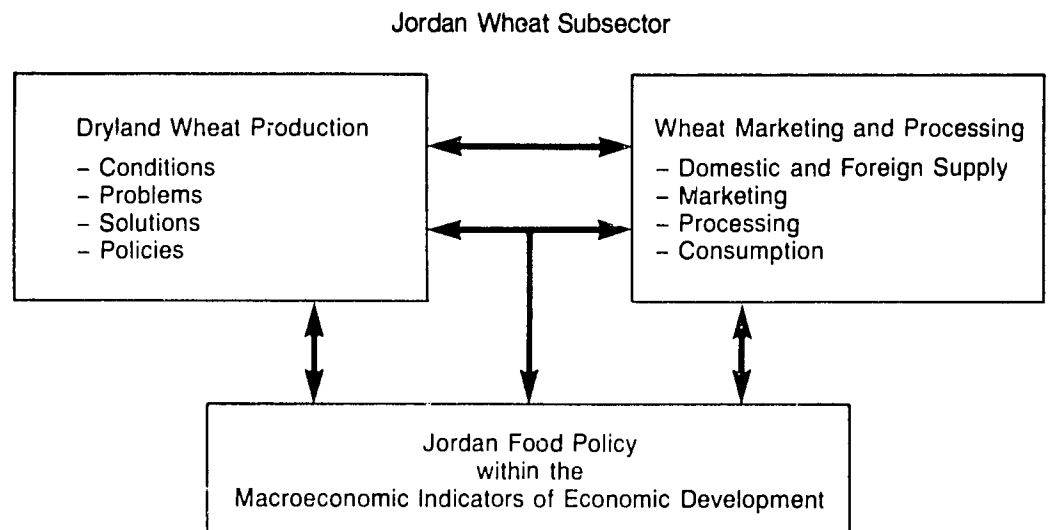 Jordan Wheat Subsector
Dryland Wheat Production
– Conditions
– Problems
– Solutions
– Policies
Wheat Marketing and Processing
– Domestic and Foreign Supply
– Marketing
– Processing
– Consumption
Jordan Food Policy
within the
Macroeconomic Indicators of Economic Development